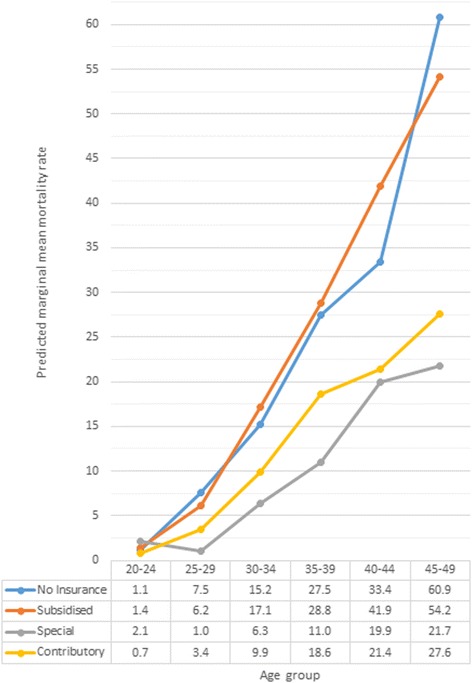 Predicted marginal mean mortality rate
60
55
50
45
40
35
30
25
20
15
10
5
0
20-24 25-29 30-34 35-39 40-44 45-49
No Insurance 1.1 7.5 15.2 27.5 33.4 60.9
Subsidised 1.4 6.2 17.1 28.8 41.9 54.2
Special 2.1 1.0 6.3 11.0 19.9 21.7
Contributory 0.7 3.4 9.9 18.6 21.4 27.6
Age group